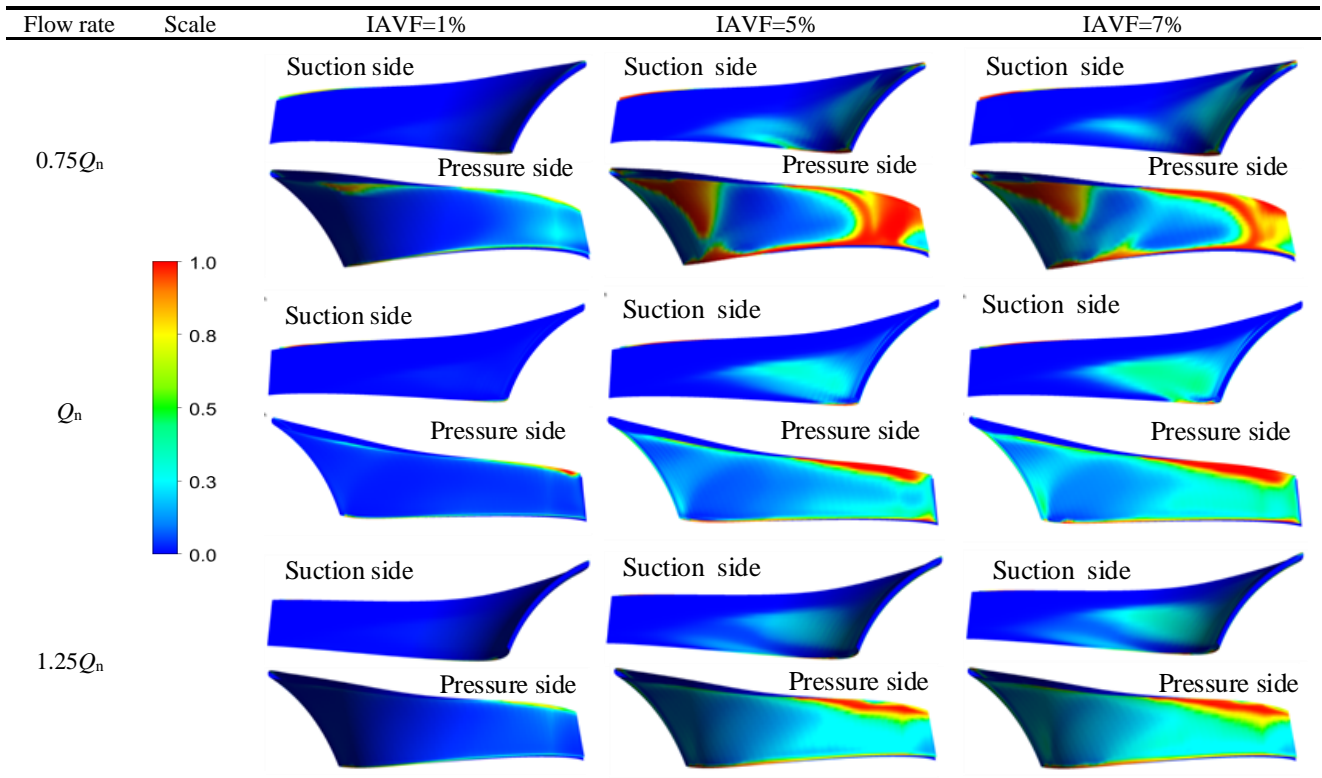 Flow rate Scale IAVF=1% IAVF=5% IAVF=7%
Suction side Suction side Suction side
0.75Qn
Pressure side Pressure side Pressure side
1.0
0.8
0.5
0.3
0.0
Suction side Suction side Suction side
Qn
Pressure side Pressure side Pressure side
Suction side Suction side Suction side
1.25Qn
Pressure side Pressure side Pressure side